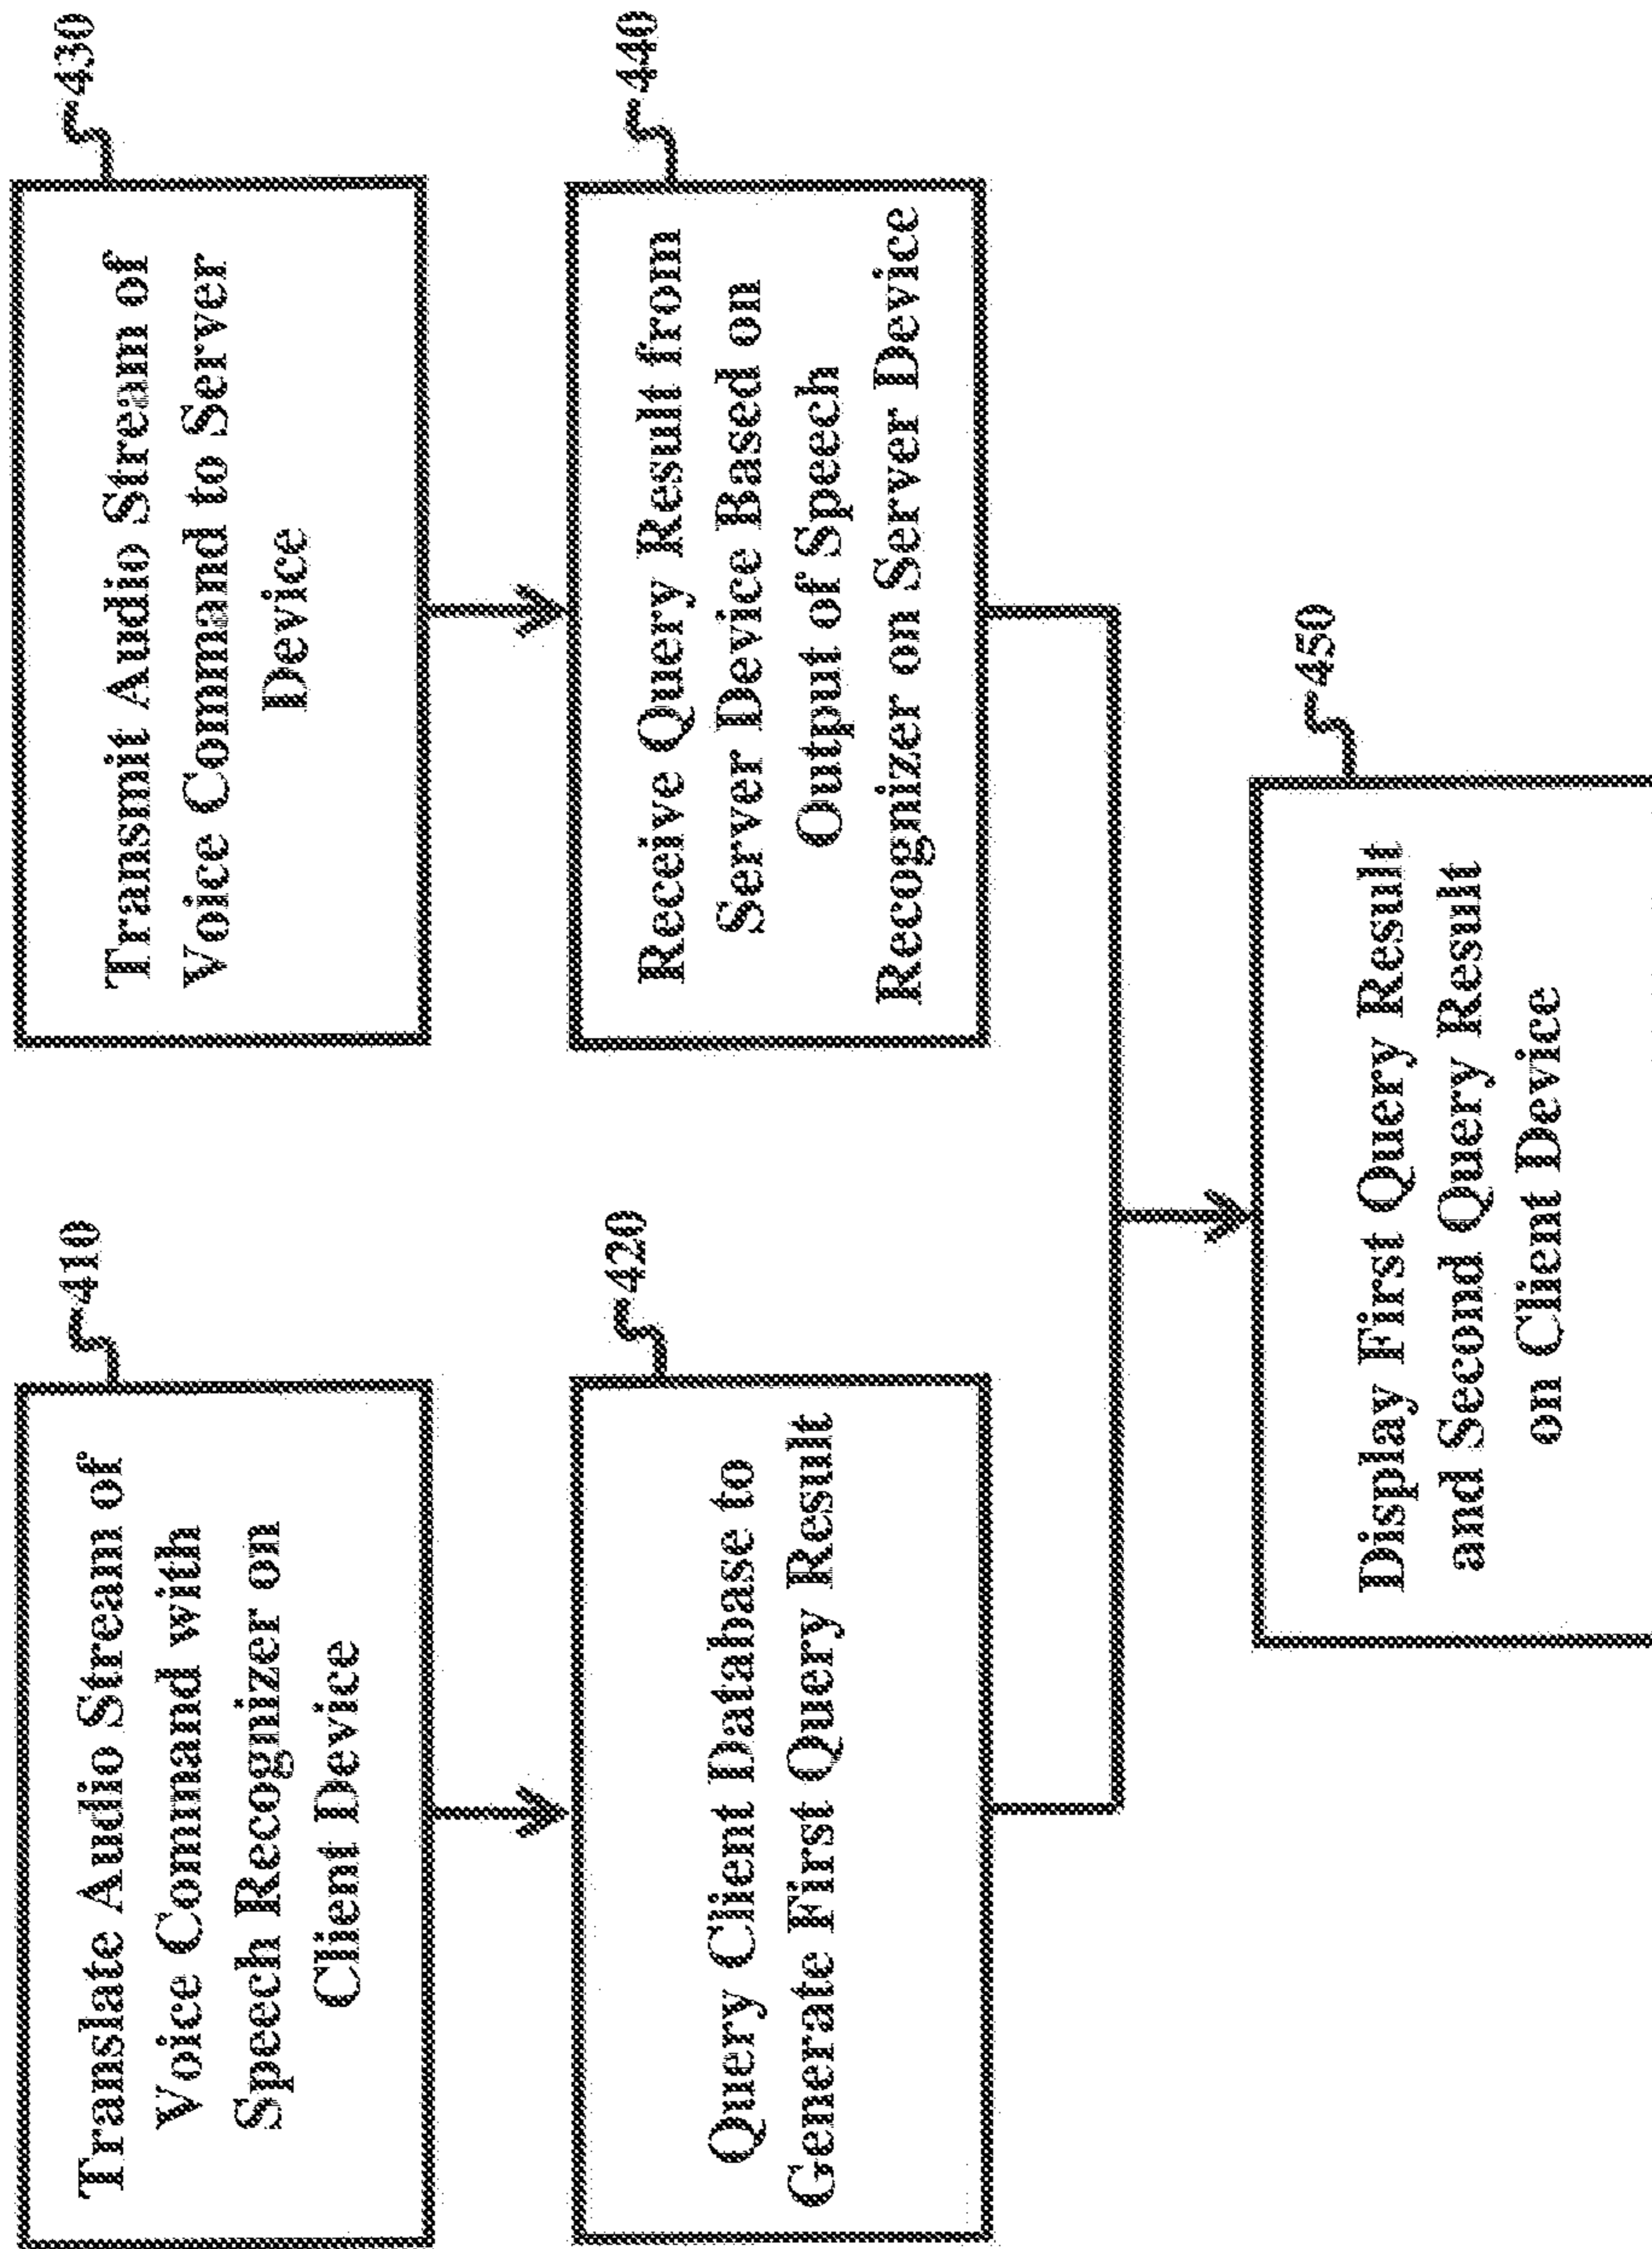 Translate Audio Stream of
Voice Command with
Speech Recognizer on
Client Device
410
Query Client Database to
Generate First Query Result
420
Transmit Audio Stream of
Voice Command to Server
Device
430
Receive Query Result from
Server Device Based on
Output of Speech
Recognizer on Server Device
440
Display First Query Result
and Second Query Result
on Client Device
450